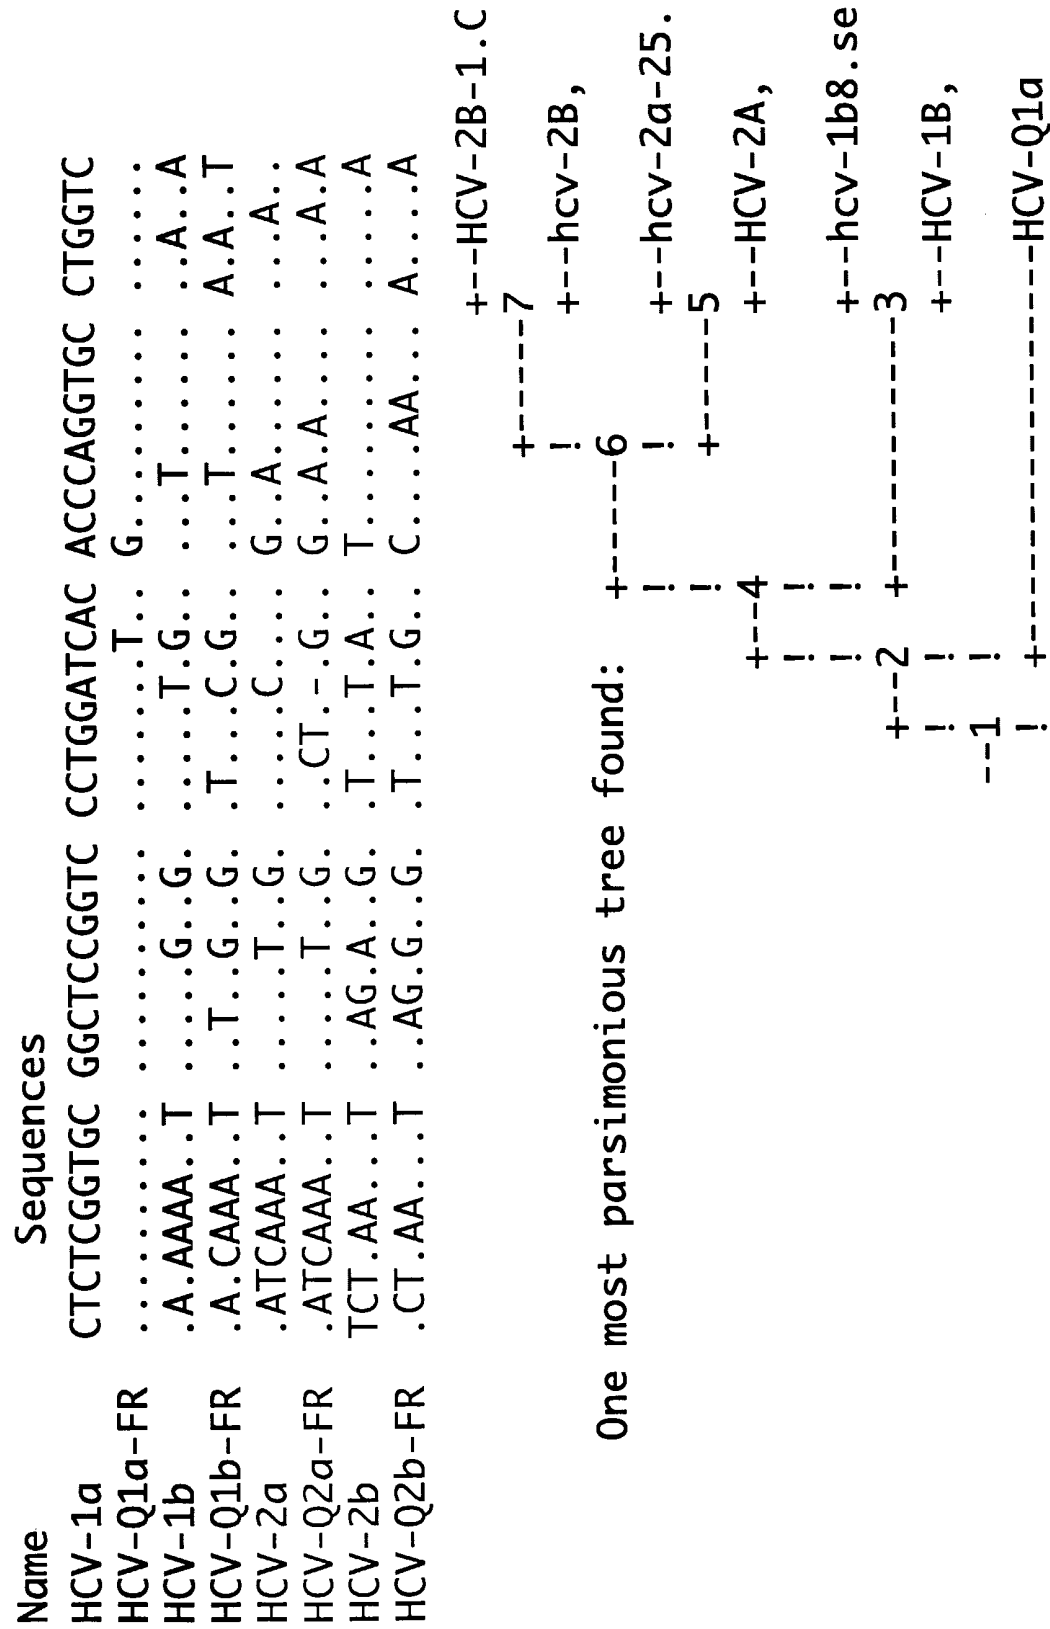 Name Sequences
HCV-1a CTCTCGGTGC GGCTCCGGTC CCTGGATCAC ACCCAGGTGC CTGGTC
HCV-Q1a-FR .......... .......... .......T.. G......... ......
HCV-1b .A.AAAA..T .....G..G. .....T.G.. ...T...... ..A..A
HCV-Q1b-FR .A.CAAA..T ..T..G..G. .T...C.G.. ...T...... A.A..T
HCV-2a .ATCAAA..T .....T..G. .....C.... G..A...... ...A..
HCV-Q2a-FR .ATCAAA..T .....T..G. ..CT.-.G.. G..A.A.... ...A.A
HCV-2b TCT.AA...T ..AG.A..G. .T...T.A.. T......... .....A
HCV-Q2b-FR .CT.AA...T ..AG.G..G. .T...T.G.. C....AA... A....A
One most parsimonious tree found:
+---HCV-2B-1.C
+------7
! +---hcv-2B,
+-----6
! ! +---hcv-2a-25.
! +------5
+--4 +---HCV-2A,
! !
! ! +---hcv-1b8.se
+--2 +------------3
! ! +---HCV-1B,
--1 !
! +------------------HCV-Q1a